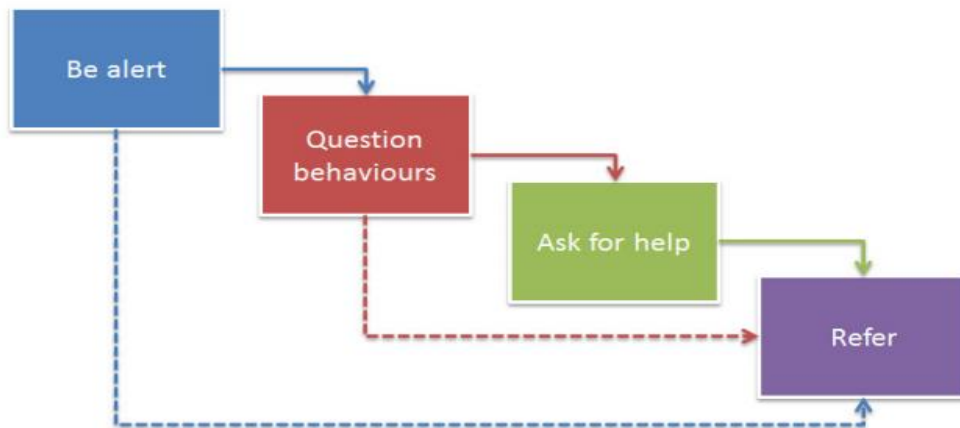 Be alert
Question
behaviours
Ask for help
Refer